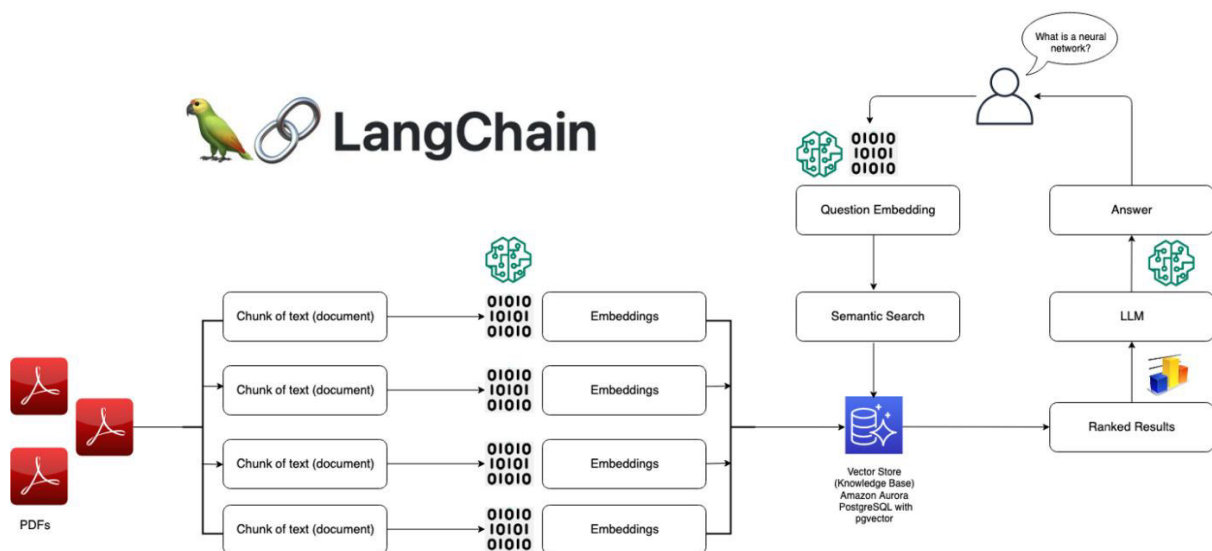 What is a neural
network?
LangChain
01010
10101
01010
Question Embedding
Answer
Semantic Search
LLM
Ranked Results
Chunk of text (document)
01010
10101
01010
Embeddings
Chunk of text (document)
01010
10101
01010
Embeddings
Chunk of text (document)
01010
10101
01010
Embeddings
Chunk of text (document)
01010
10101
01010
Embeddings
PDFs
Vector Store
(Knowledge Base)
Amazon Aurora
PostgreSQL with
pgvector